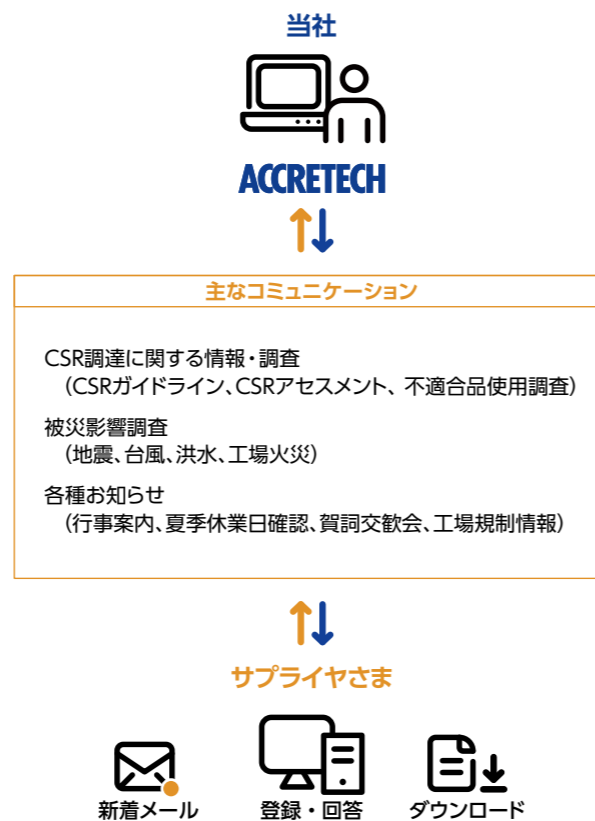 当社
ACCRETECH
主なコミュニケーション
CSR調達に関する情報・調査
（CSRガイドライン、CSRアセスメント、不適合品使用調査）
被災影響調査
（地震、台風、洪水、工場火災）
各種お知らせ
（行事案内、夏季休業日確認、賀詞交歓会、工場規制情報）
サプライヤさま
新着メール
登録・回答
ダウンロード